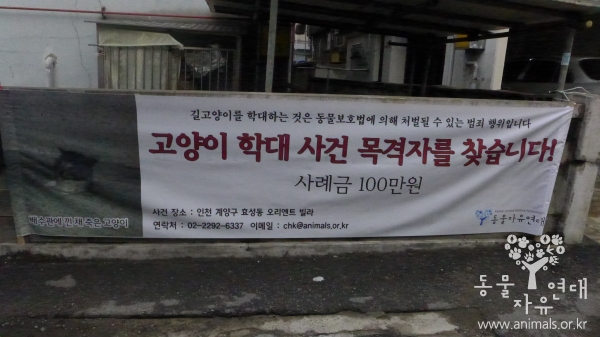 길고양이를 학대하는 것은 동물보호법에 의해 처벌될 수 있는 범죄 행위입니다
고양이 학대 사건 목격자를 찾습니다!
사례금 100만원
사건 장소 : 인천 계양구 효성동 오리엔트 빌라
연락처 : 02-2292-6337 이메일 : chk@animals.or.kr
배수관에 낀 채 죽은 고양이
동물자유연대
동물자유연대
www.animals.or.kr